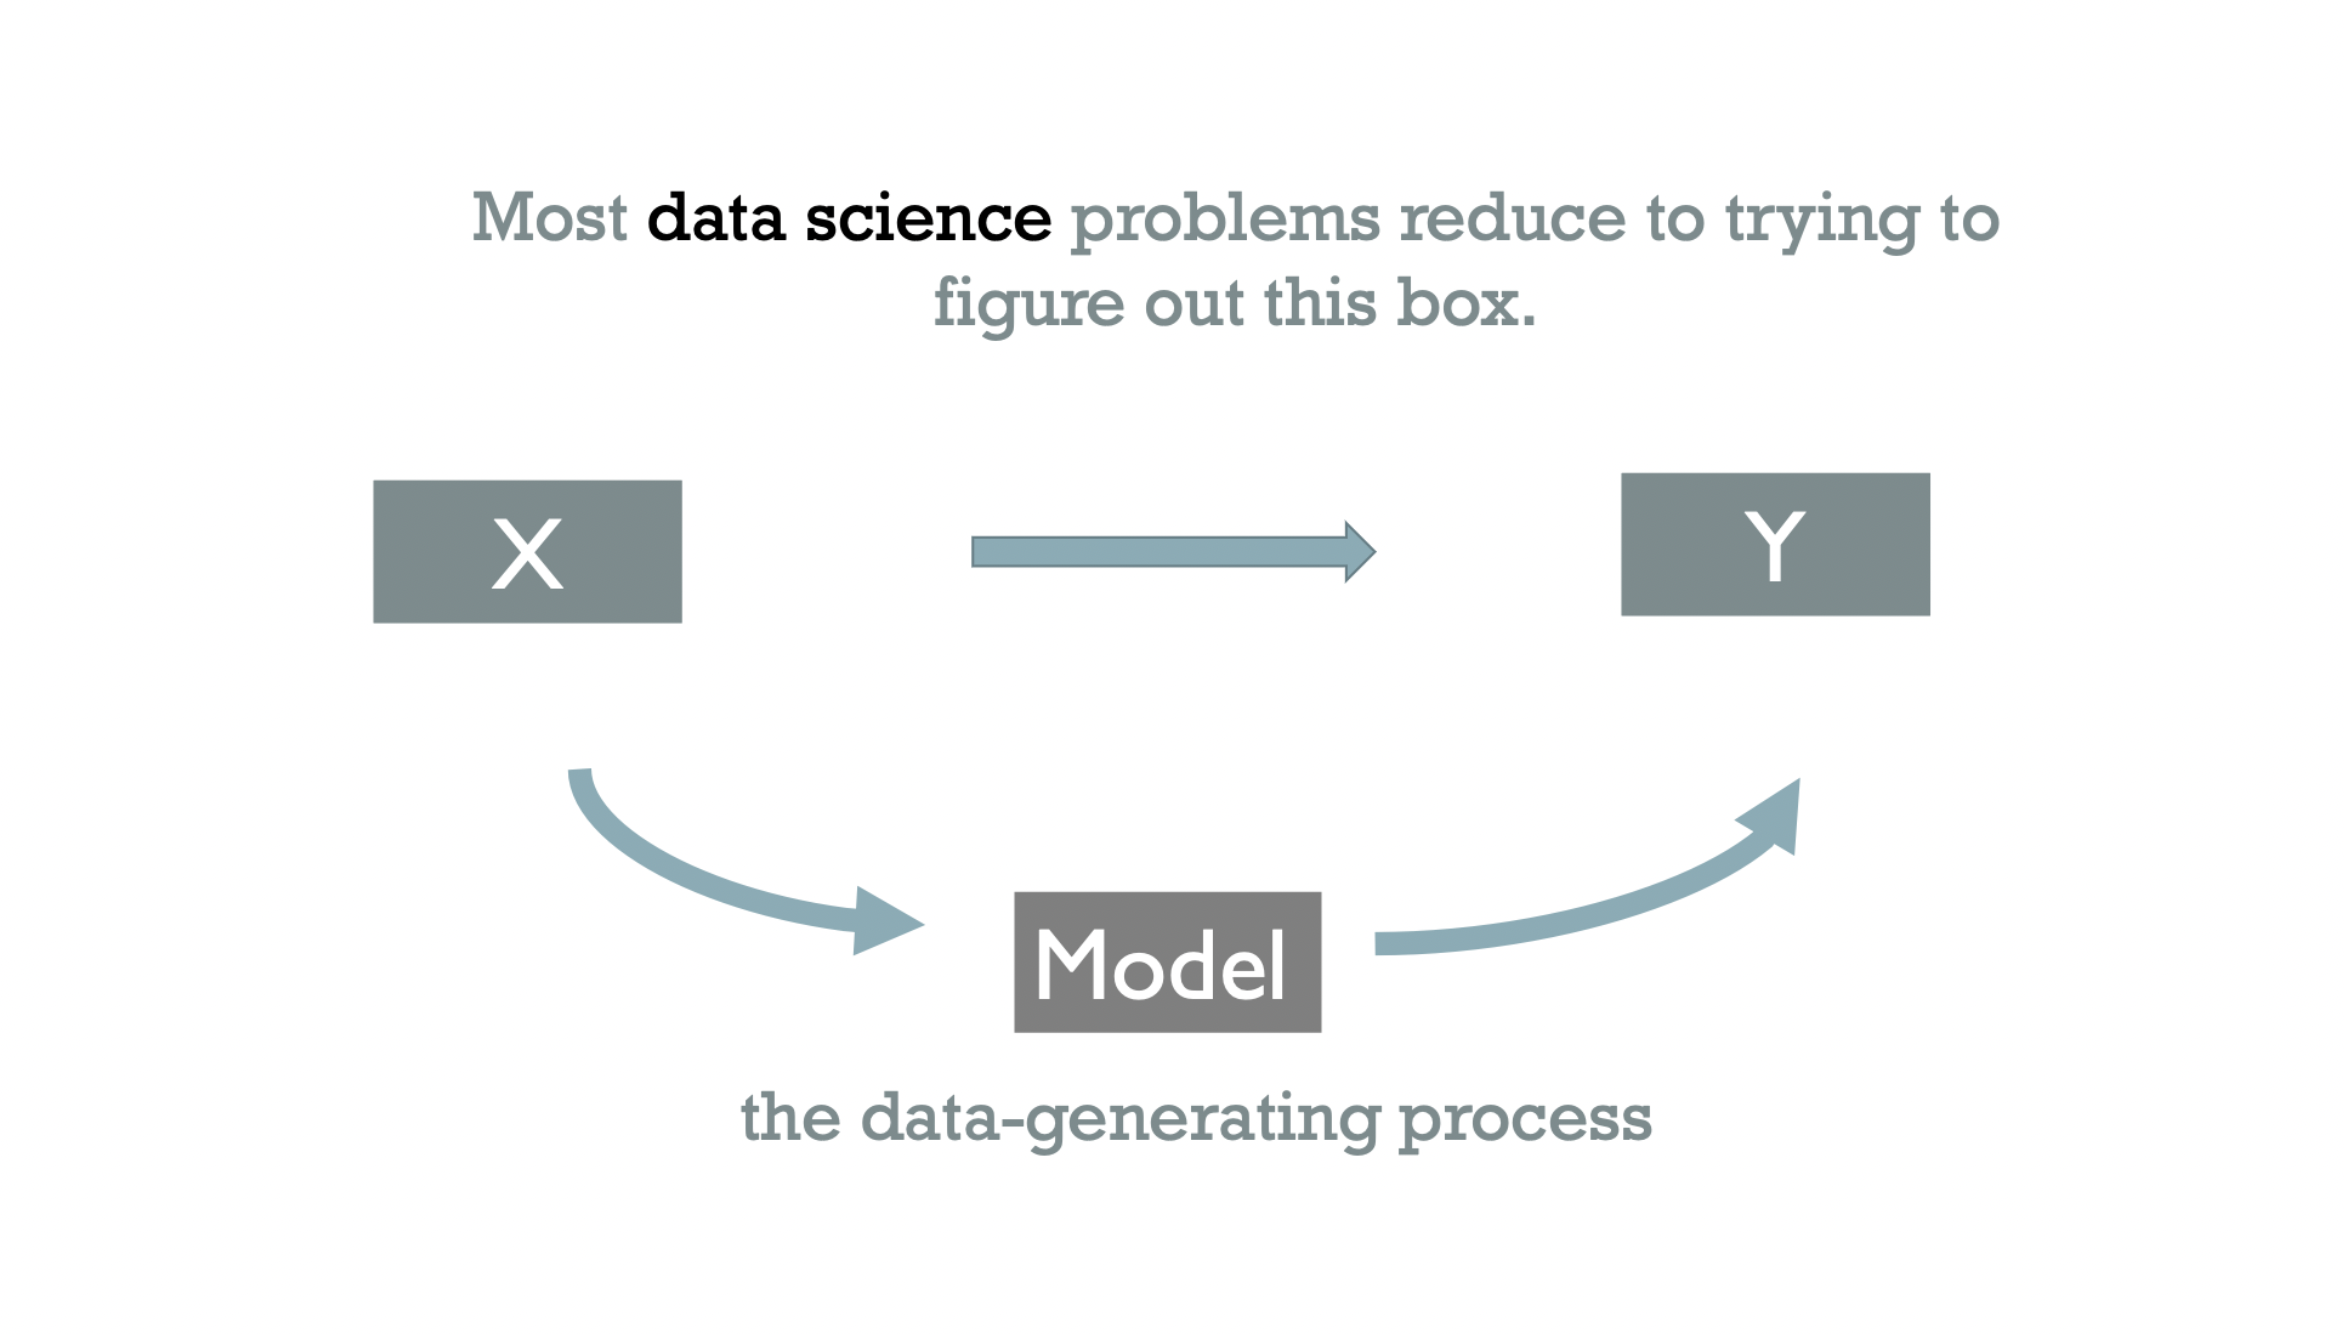 Most data science problems reduce to trying to
figure out this box.
X
Y
Model
the data-generating process